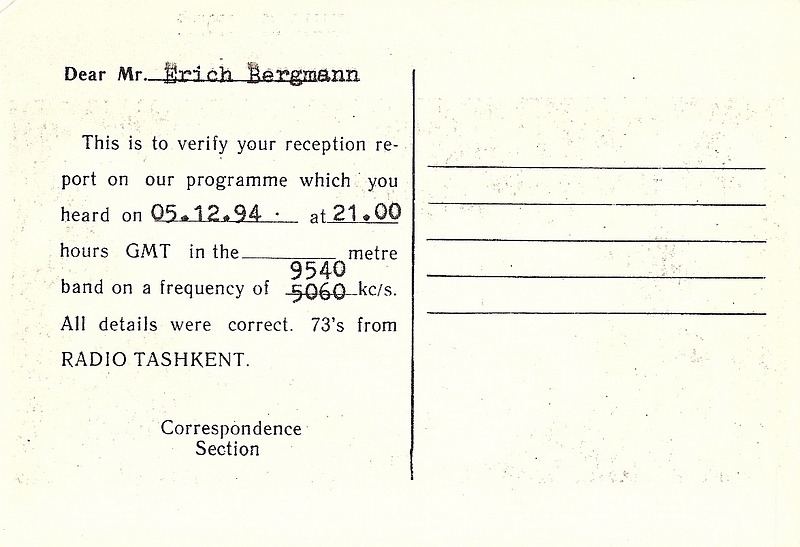 Dear Mr. Erich Bergmann
This is to verify your reception re-
port on our programme which you
heard on 05.12.94 · at 21.00
hours GMT in the metre
9540
band on a frequency of 5060 kc/s.
All details were correct. 73's from
RADIO TASHKENT.
Correspondence
Section